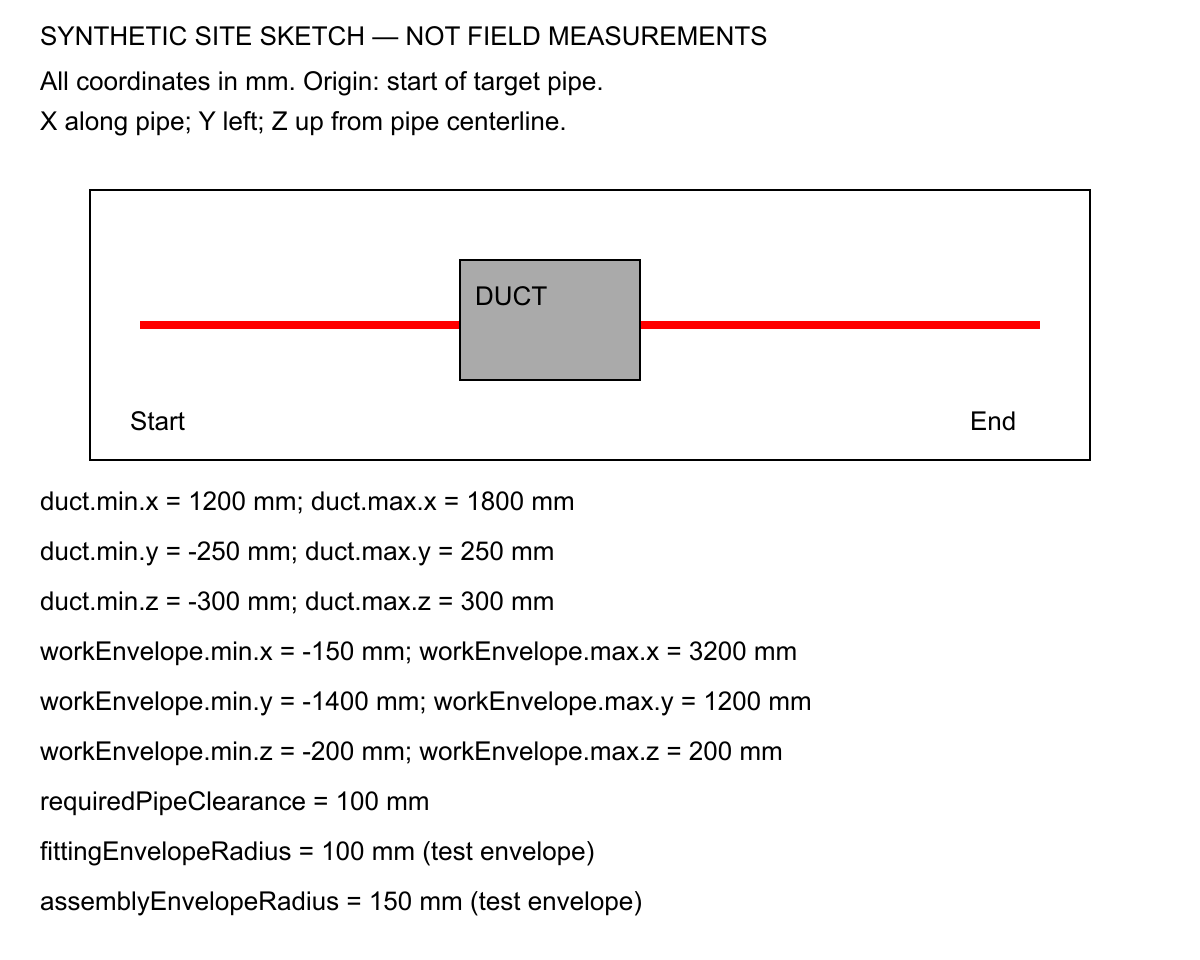 SYNTHETIC SITE SKETCH — NOT FIELD MEASUREMENTS
All coordinates in mm. Origin: start of target pipe.
X along pipe; Y left; Z up from pipe centerline.
DUCT
Start
End
duct.min.x = 1200 mm; duct.max.x = 1800 mm
duct.min.y = -250 mm; duct.max.y = 250 mm
duct.min.z = -300 mm; duct.max.z = 300 mm
workEnvelope.min.x = -150 mm; workEnvelope.max.x = 3200 mm
workEnvelope.min.y = -1400 mm; workEnvelope.max.y = 1200 mm
workEnvelope.min.z = -200 mm; workEnvelope.max.z = 200 mm
requiredPipeClearance = 100 mm
fittingEnvelopeRadius = 100 mm (test envelope)
assemblyEnvelopeRadius = 150 mm (test envelope)